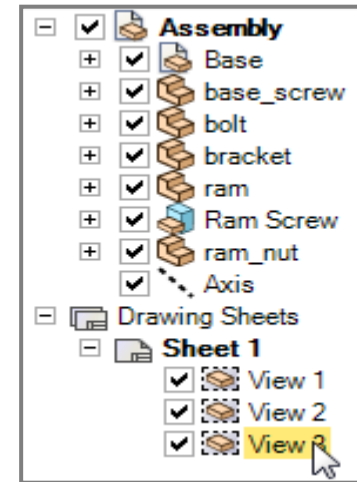 Assembly
Base
base_screw
bolt
bracket
ram
Ram Screw
ram_nut
Axis
Drawing Sheets
Sheet 1
View 1
View 2
View 3